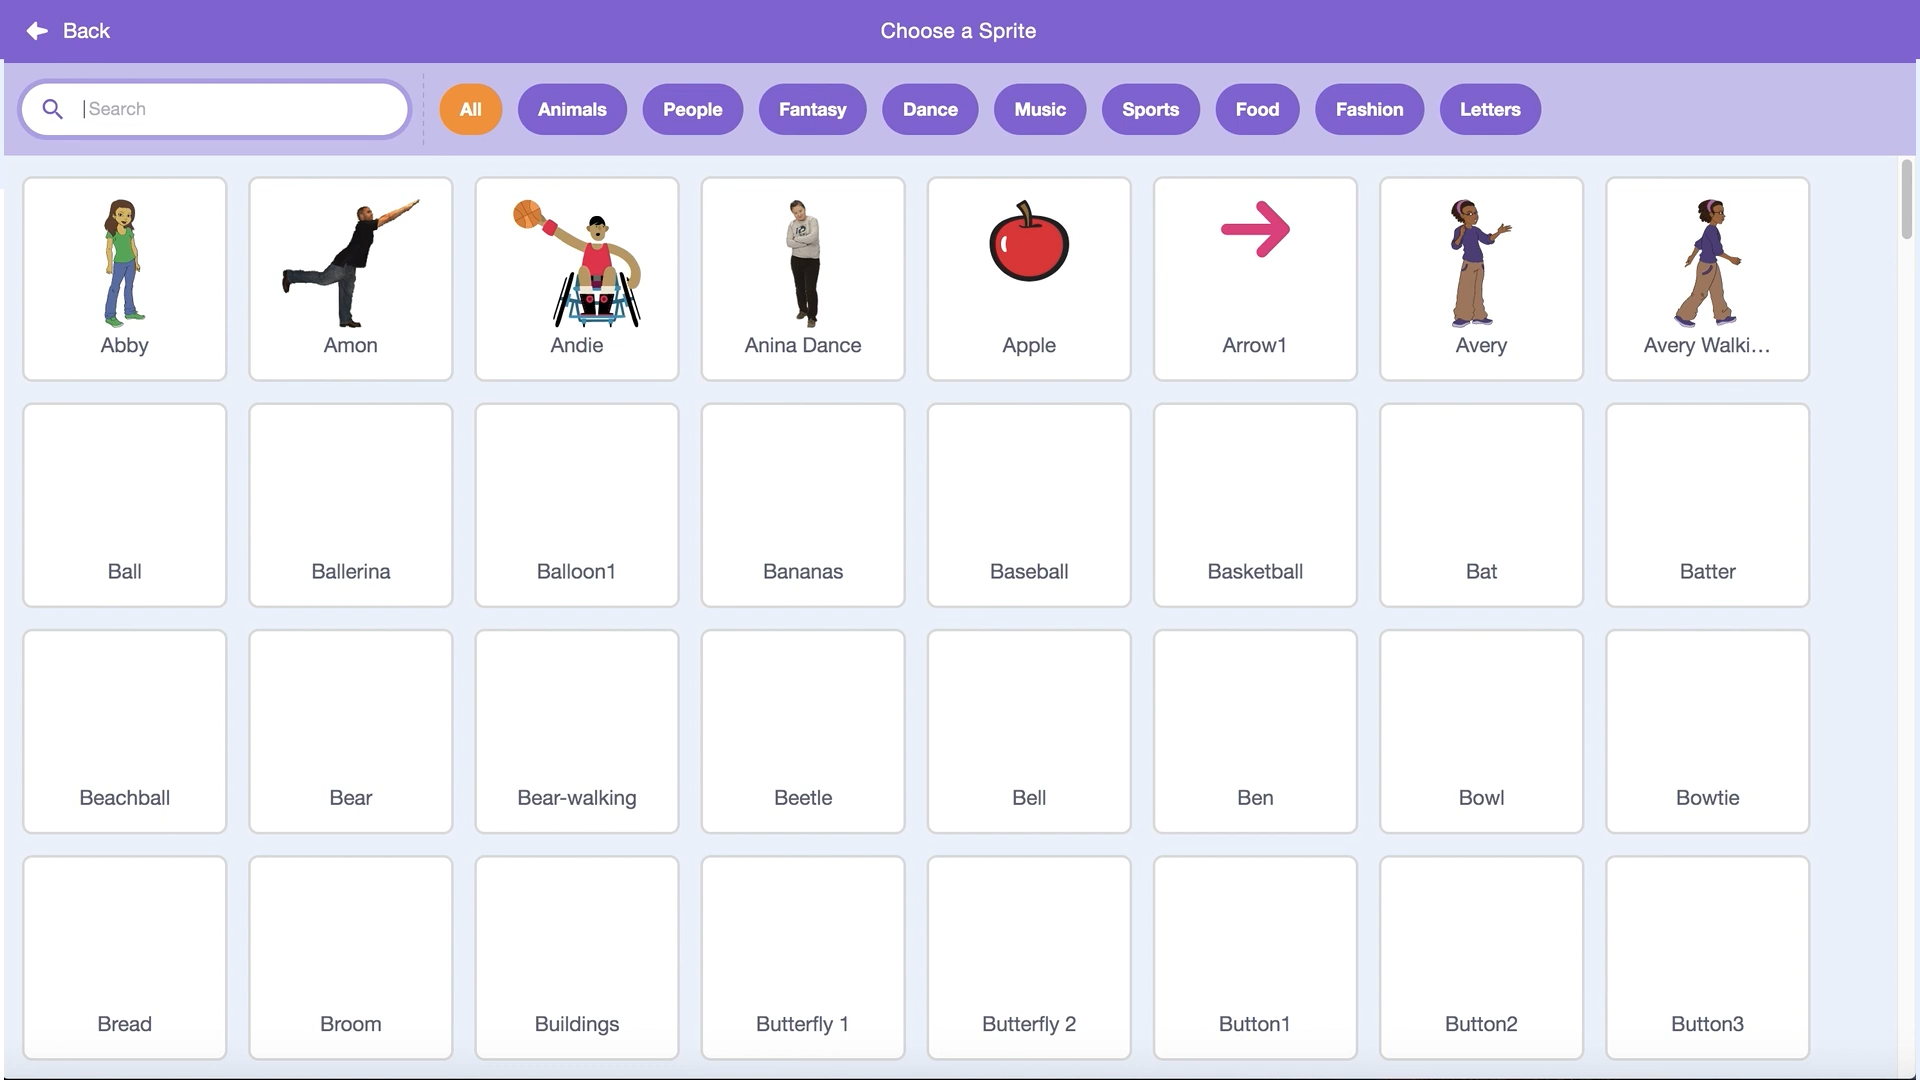 Back
Choose a Sprite
Search
All
Animals
People
Fantasy
Dance
Music
Sports
Food
Fashion
Letters
Abby
Amon
Andie
Anina Dance
Apple
Arrow1
Avery
Avery Walki...
Ball
Ballerina
Balloon1
Bananas
Baseball
Basketball
Bat
Batter
Beachball
Bear
Bear-walking
Beetle
Bell
Ben
Bowl
Bowtie
Bread
Broom
Buildings
Butterfly 1
Butterfly 2
Button1
Button2
Button3